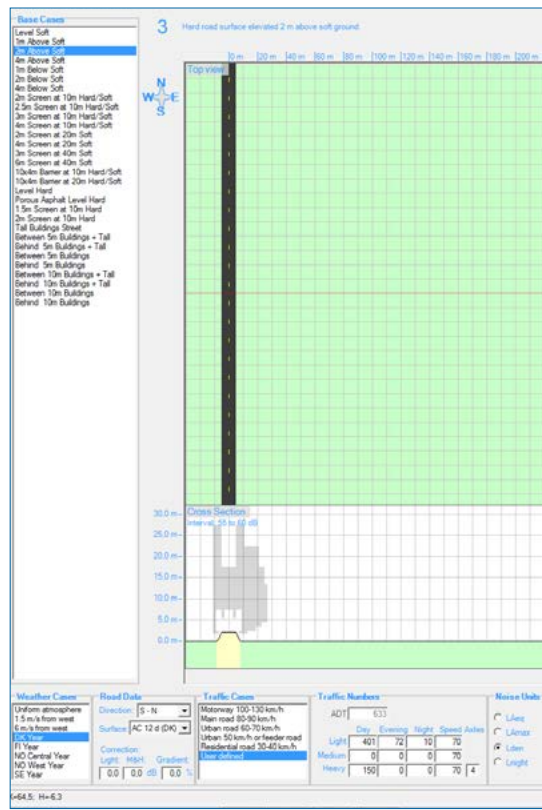 Base Cases
Level Soft
1m Above Soft
2m Above Soft
4m Above Soft
1m Below Soft
2m Below Soft
4m Below Soft
2m Screen at 10m Hard/Soft
2.5m Screen at 10m Hard/Soft
3m Screen at 10m Hard/Soft
4m Screen at 10m Hard/Soft
2m Screen at 20m Soft
4m Screen at 20m Soft
3m Screen at 40m Soft
6m Screen at 40m Soft
10x4m Barrier at 10m Hard/Soft
10x4m Barrier at 20m Hard/Soft
Level Hard
Porous Asphalt Level Hard
1.5m Screen at 10m Hard
2m Screen at 10m Hard
Tall Buildings Street
Between 5m Buildings + Tall
Behind 5m Buildings + Tall
Between 5m Buildings
Behind 5m Buildings
Between 10m Buildings + Tall
Behind 10m Buildings + Tall
Between 10m Buildings
Behind 10m Buildings
3 Hard road surface elevated 2 m above soft ground
|0 m |20 m |40 m |60 m |80 m |100 m |120 m |140 m |160 m |180 m |200 m
Top view
N
W E
S
Cross Section
Interval: 55 to 60 dB
30.0 m
25.0 m
20.0 m
15.0 m
10.0 m
5.0 m
0.0 m
Weather Cases
Uniform atmosphere
1.5 m/s from west
6 m/s from west
DK Year
FI Year
NO Central Year
NO West Year
SE Year
Road Data
Direction: S - N
Surface: AC 12 d (DK)
Correction
Light: M&H: Gradient:
0,0 0,0 dB 0,0 %
Traffic Cases
Motorway 100-130 km/h
Main road 80-90 km/h
Urban road 60-70 km/h
Urban 50 km/h or feeder road
Residential road 30-40 km/h
User defined
Traffic Numbers
ADT 633
Day Evening Night Speed Axles
Light 401 72 10 70
Medium 0 0 0 70
Heavy 150 0 0 70 4
Noise Units
LAeq
LAmax
Lden
Lnight
X=64,5; H=-6.3